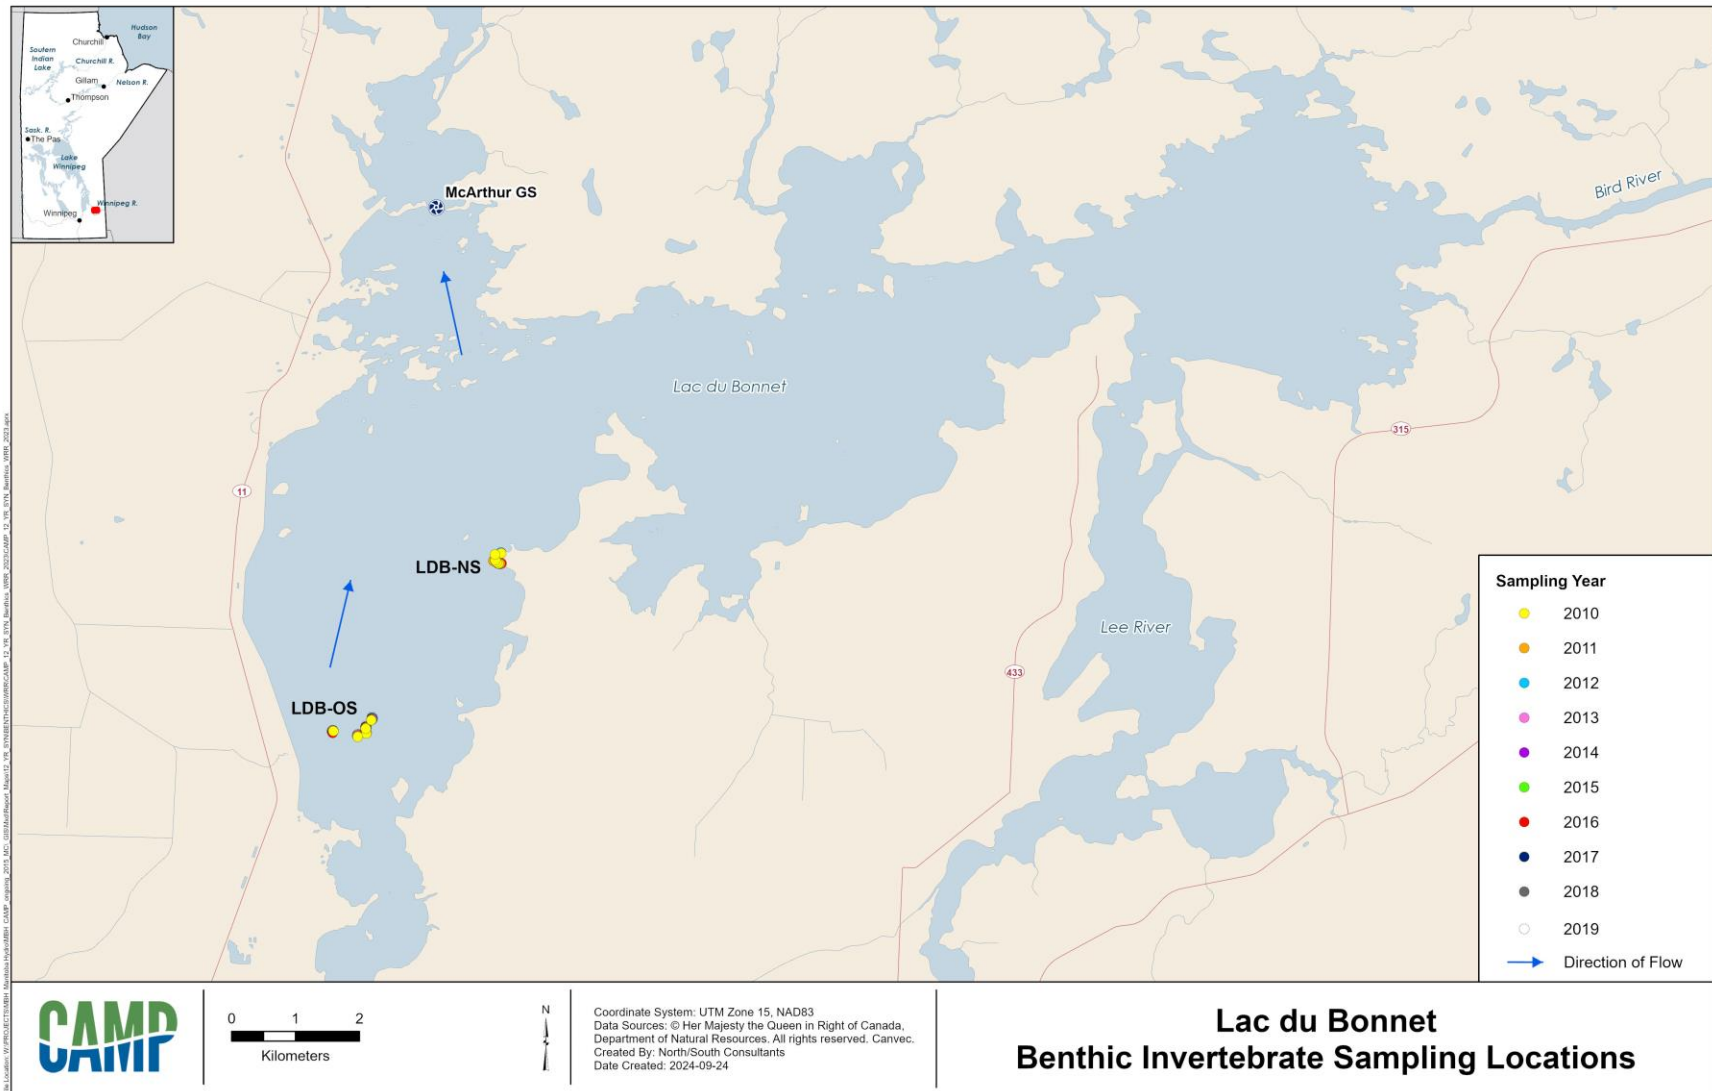 Hudson
Bay
Churchill
Soutern
Indian
Lake
Churchill R.
Gillam
Nelson R.
Thompson
Sask. R.
The Pas
Lake
Winnipeg
Winnipeg R.
Winnipeg
McArthur GS
Bird River
Lac du Bonnet
315
11
LDB-NS
Lee River
433
LDB-OS
Sampling Year
2010
2011
2012
2013
2014
2015
2016
2017
2018
2019
Direction of Flow
CAMP
0 1 2
Kilometers
N
Coordinate System: UTM Zone 15, NAD83
Data Sources: © Her Majesty the Queen in Right of Canada,
Department of Natural Resources. All rights reserved. Canvec.
Created By: North/South Consultants
Date Created: 2024-09-24
Lac du Bonnet
Benthic Invertebrate Sampling Locations